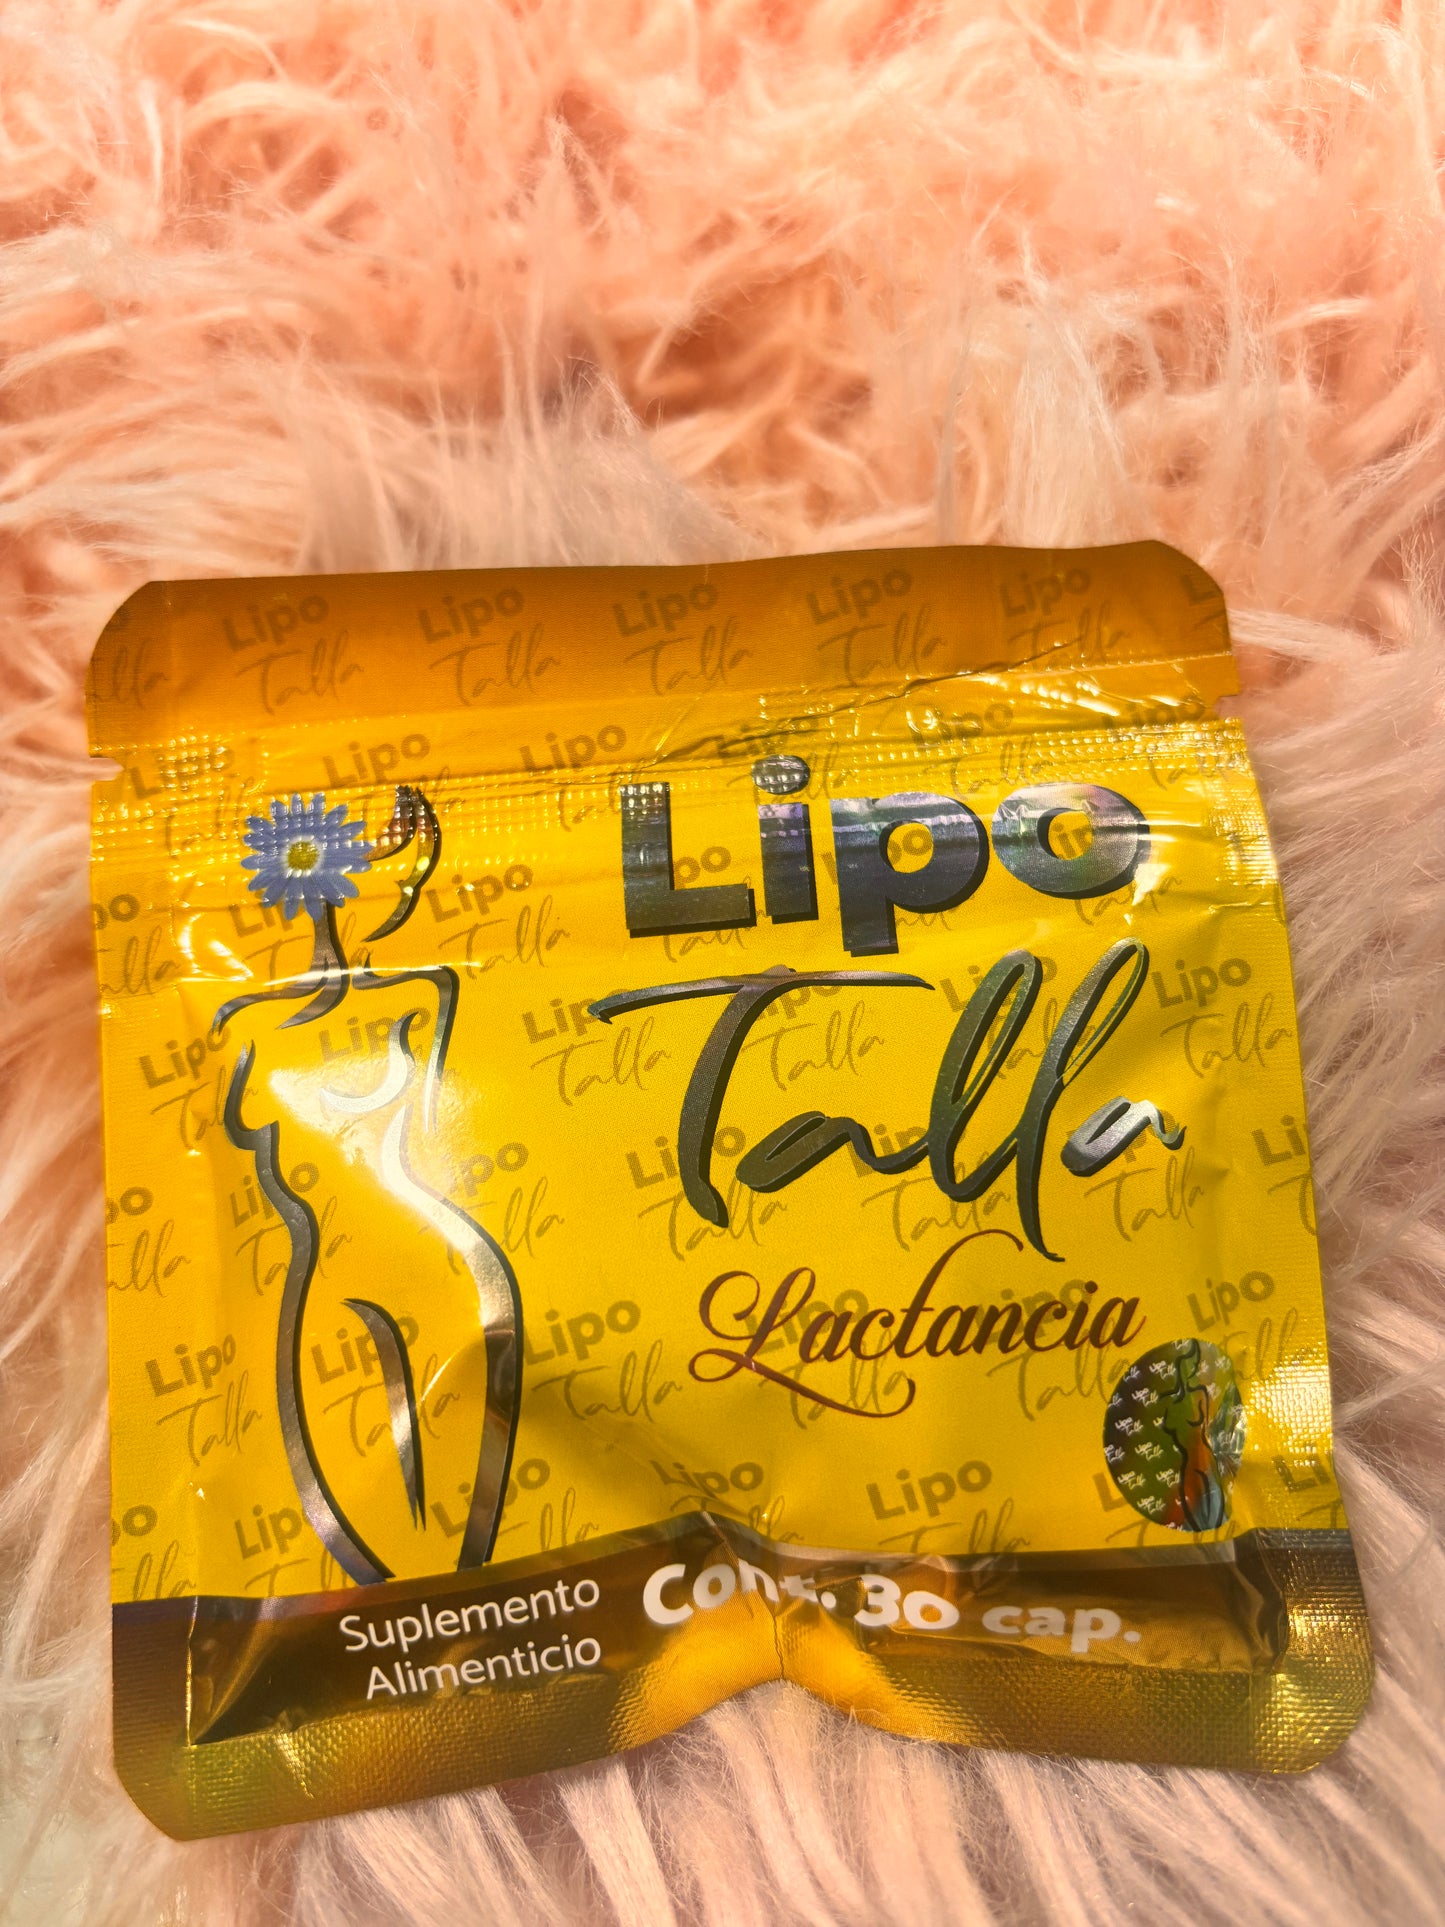 Lipo
Talla
Lactancia
Suplemento
Alimenticio
Cont. 30 cap.